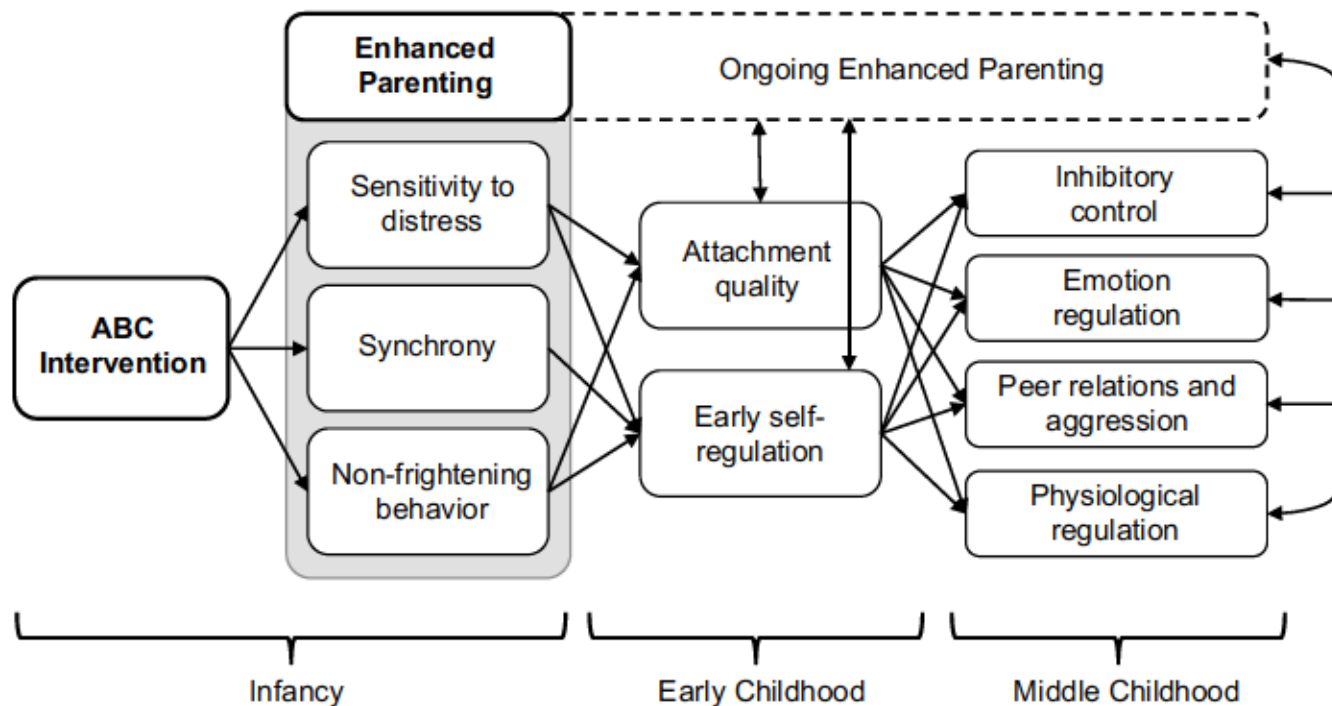 Enhanced
Parenting
Ongoing Enhanced Parenting
ABC
Intervention
Sensitivity to
distress
Synchrony
Non-frightening
behavior
Attachment
quality
Early self-
regulation
Inhibitory
control
Emotion
regulation
Peer relations and
aggression
Physiological
regulation
Infancy
Early Childhood
Middle Childhood